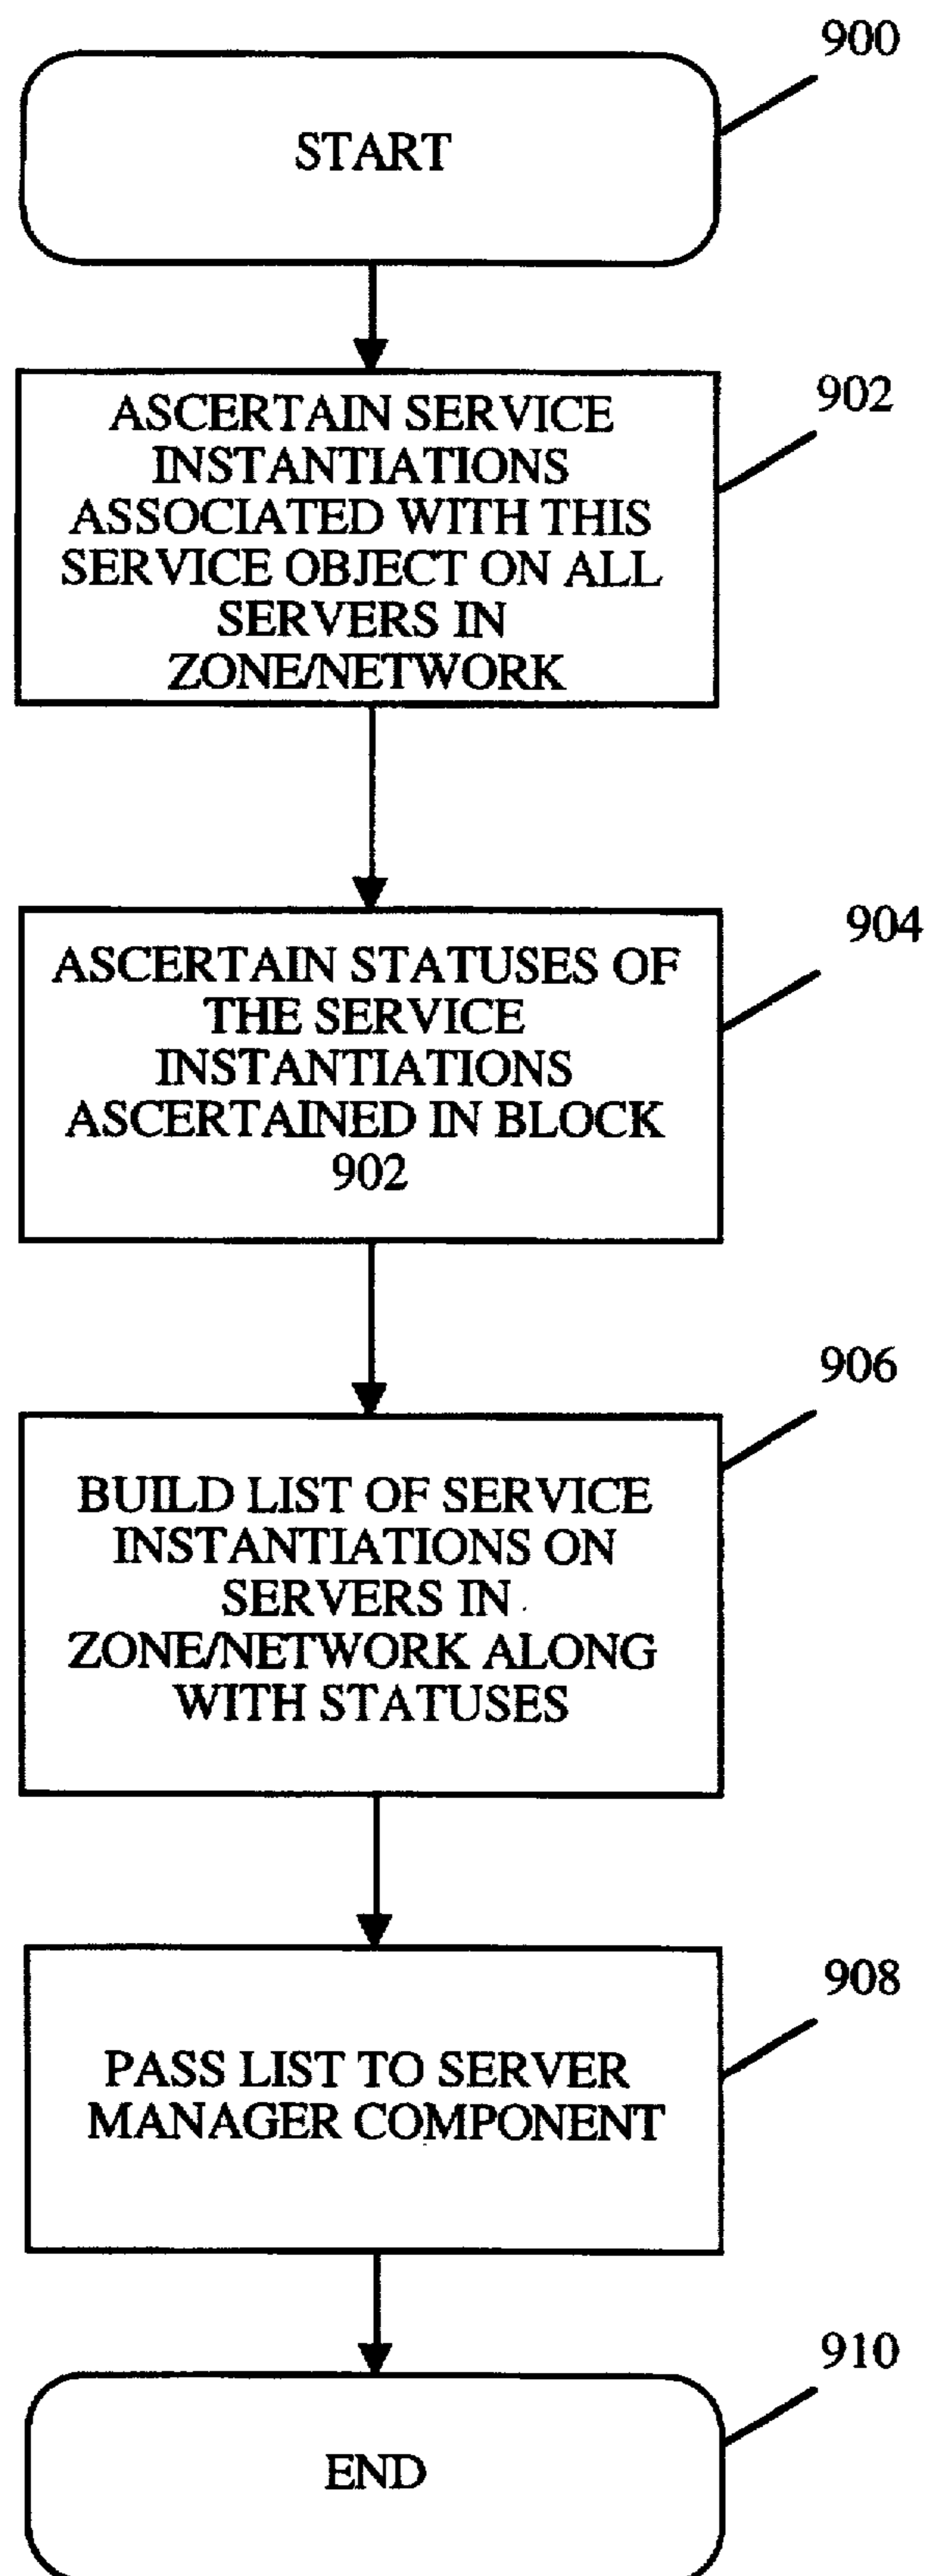 900
START
902
ASCERTAIN SERVICE
INSTANTIATIONS
ASSOCIATED WITH THIS
SERVICE OBJECT ON ALL
SERVERS IN
ZONE/NETWORK
904
ASCERTAIN STATUSES OF
THE SERVICE
INSTANTIATIONS
ASCERTAINED IN BLOCK
902
906
BUILD LIST OF SERVICE
INSTANTIATIONS ON
SERVERS IN
ZONE/NETWORK ALONG
WITH STATUSES
908
PASS LIST TO SERVER
MANAGER COMPONENT
910
END